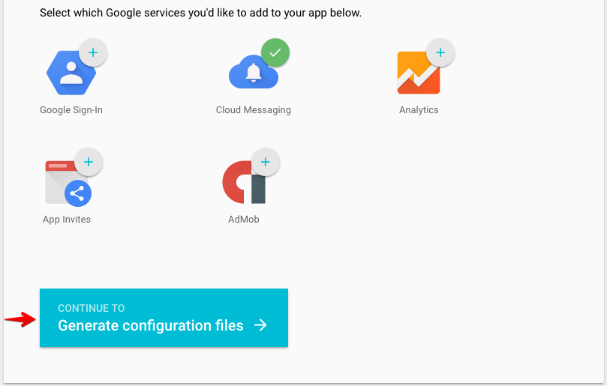 Select which Google services you'd like to add to your app below.
Google Sign-In
Cloud Messaging
Analytics
App Invites
AdMob
CONTINUE TO
Generate configuration files